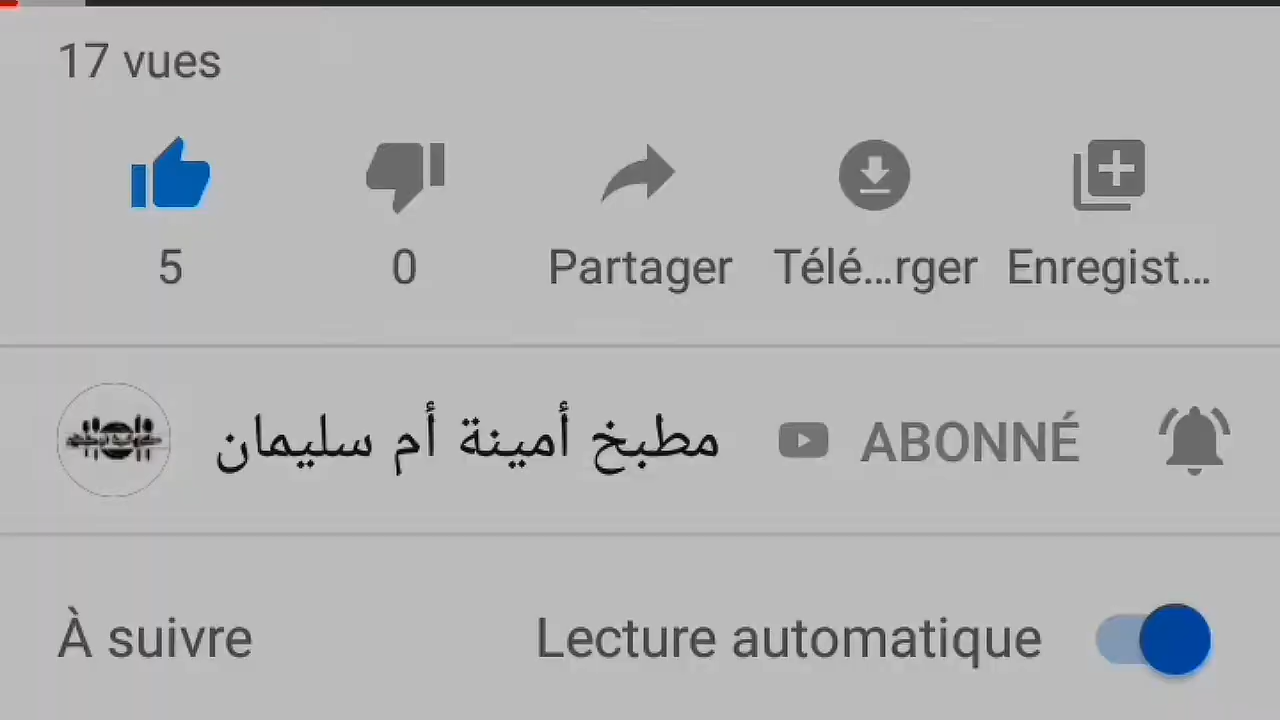 17 vues
5 0 Partager Télé...rger Enregist...
مطبخ أمينة أم سليمان ABONNÉ
À suivre Lecture automatique